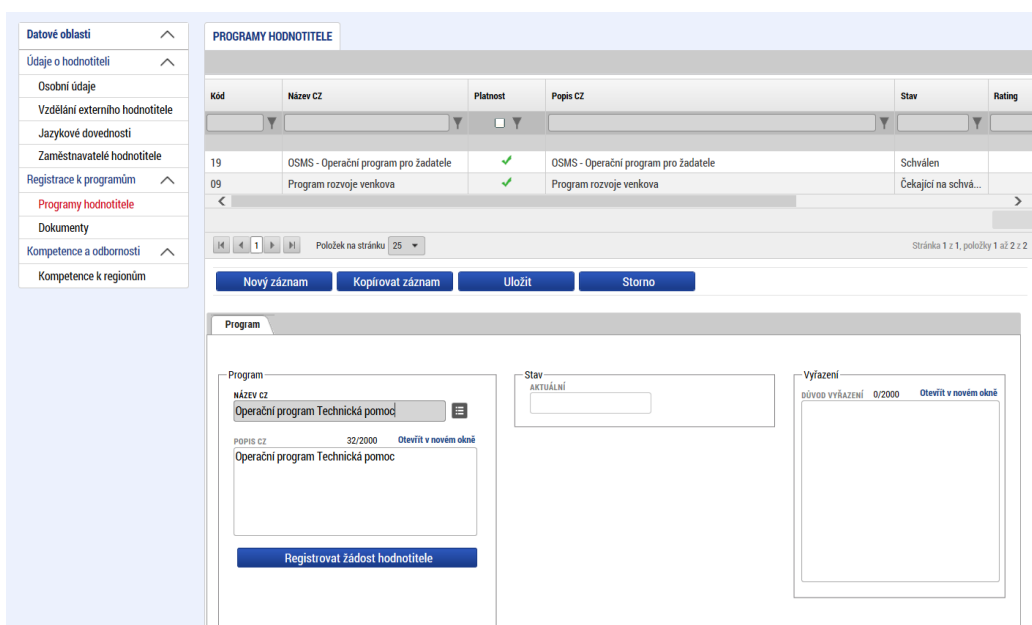 Datové oblasti
Údaje o hodnotiteli
Osobní údaje
Vzdělání externího hodnotitele
Jazykové dovednosti
Zaměstnavatelé hodnotitele
Registrace k programům
Programy hodnotitele
Dokumenty
Kompetence a odbornosti
Kompetence k regionům
PROGRAMY HODNOTITELE
Kód Název CZ Platnost Popis CZ Stav Rating
19 OSMS - Operační program pro žadatele OSMS - Operační program pro žadatele Schválen
09 Program rozvoje venkova Program rozvoje venkova Čekající na schvá...
1 Položek na stránku 25 Stránka 1 z 1, položky 1 až 2 z 2
Nový záznam Kopírovat záznam Uložit Storno
Program
Program
NÁZEV CZ
Operační program Technická pomoc
POPIS CZ 32/2000 Otevřít v novém okně
Operační program Technická pomoc
Registrovat žádost hodnotitele
Stav
AKTUÁLNÍ
Vyřazení
DŮVOD VYŘAZENÍ 0/2000 Otevřít v novém okně